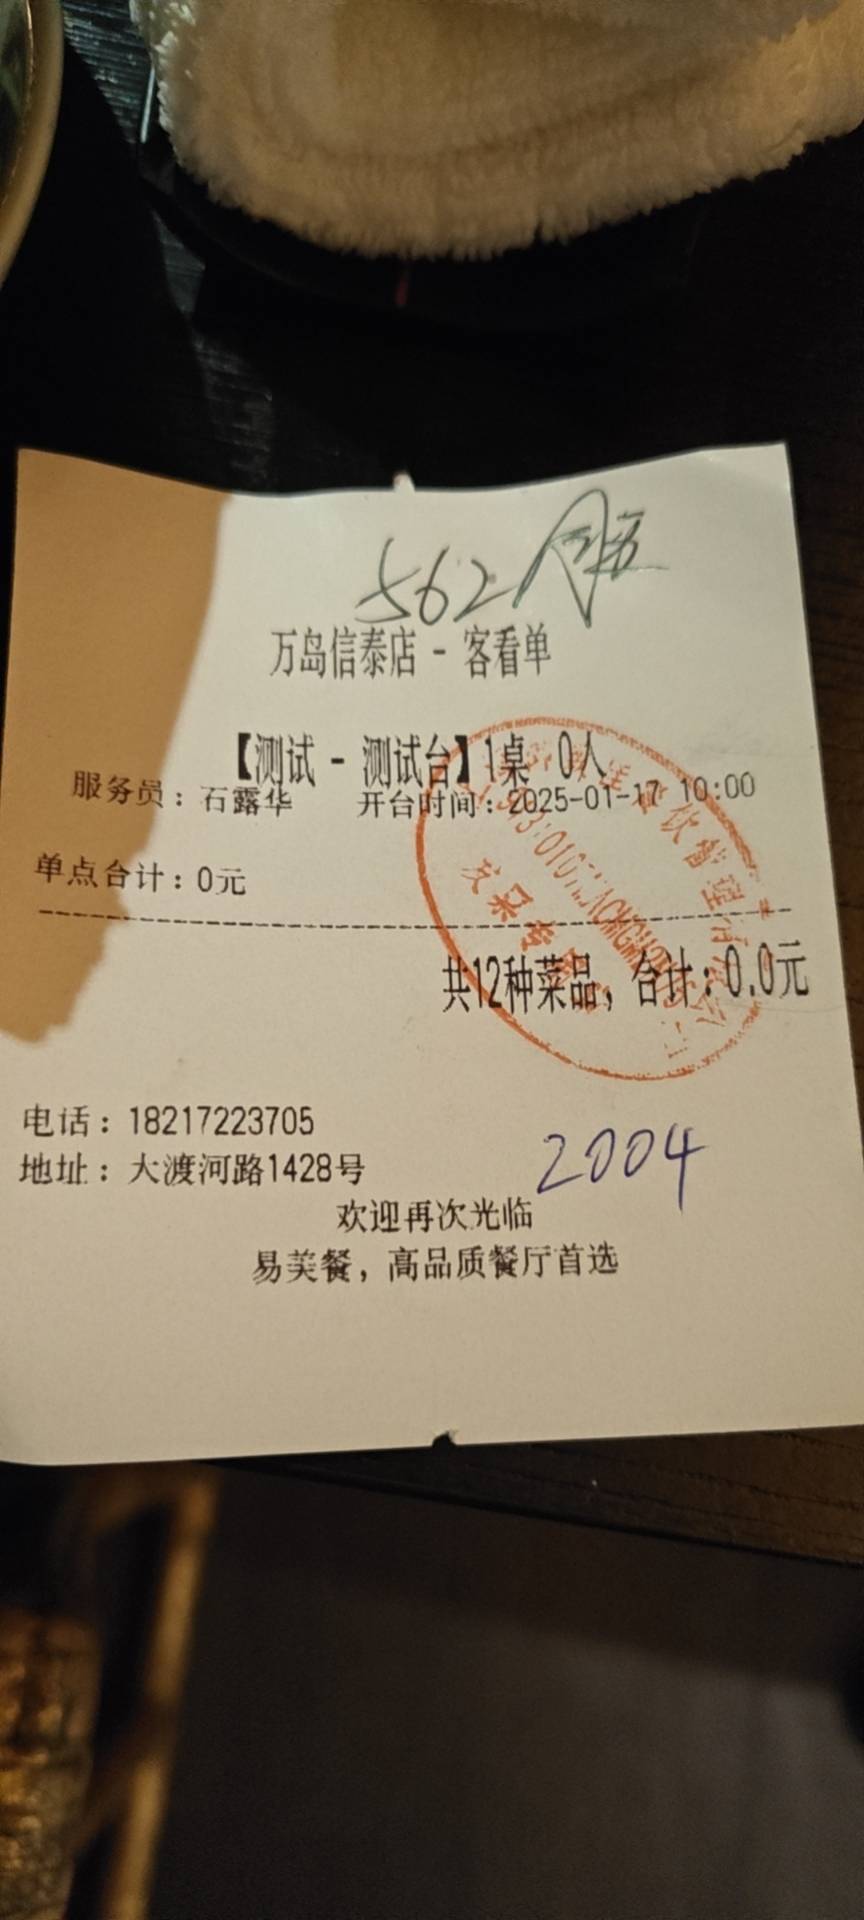 562
万岛信泰店 - 客看单
【测试 - 测试台】1桌 0人
服务员：石露华 开台时间：2025-01-17 10:00
单点合计：0元
共12种菜品，合计：0.0元
电话：18217223705
地址：大渡河路1428号
2004
欢迎再次光临
易芙餐，高品质餐厅首选